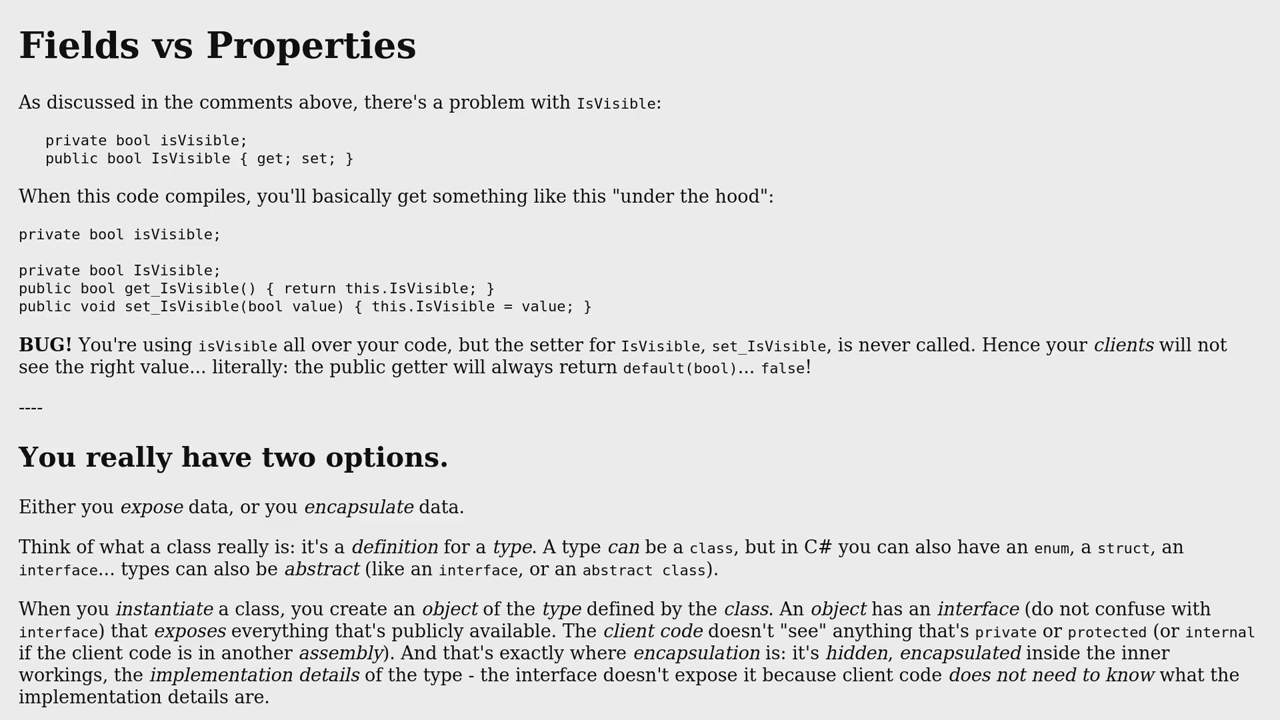 Fields vs Properties
As discussed in the comments above, there's a problem with IsVisible:
private bool isVisible;
public bool IsVisible { get; set; }
When this code compiles, you'll basically get something like this "under the hood":
private bool isVisible;
private bool IsVisible;
public bool get_IsVisible() { return this.IsVisible; }
public void set_IsVisible(bool value) { this.IsVisible = value; }
BUG! You're using isVisible all over your code, but the setter for IsVisible, set_IsVisible, is never called. Hence your clients will not
see the right value... literally: the public getter will always return default(bool)... false!
----
You really have two options.
Either you expose data, or you encapsulate data.
Think of what a class really is: it's a definition for a type. A type can be a class, but in C# you can also have an enum, a struct, an
interface... types can also be abstract (like an interface, or an abstract class).
When you instantiate a class, you create an object of the type defined by the class. An object has an interface (do not confuse with
interface) that exposes everything that's publicly available. The client code doesn't "see" anything that's private or protected (or internal
if the client code is in another assembly). And that's exactly where encapsulation is: it's hidden, encapsulated inside the inner
workings, the implementation details of the type - the interface doesn't expose it because client code does not need to know what the
implementation details are.